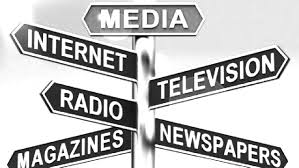 MEDIA
INTERNET
TELEVISION
RADIO
MAGAZINES
NEWSPAPERS